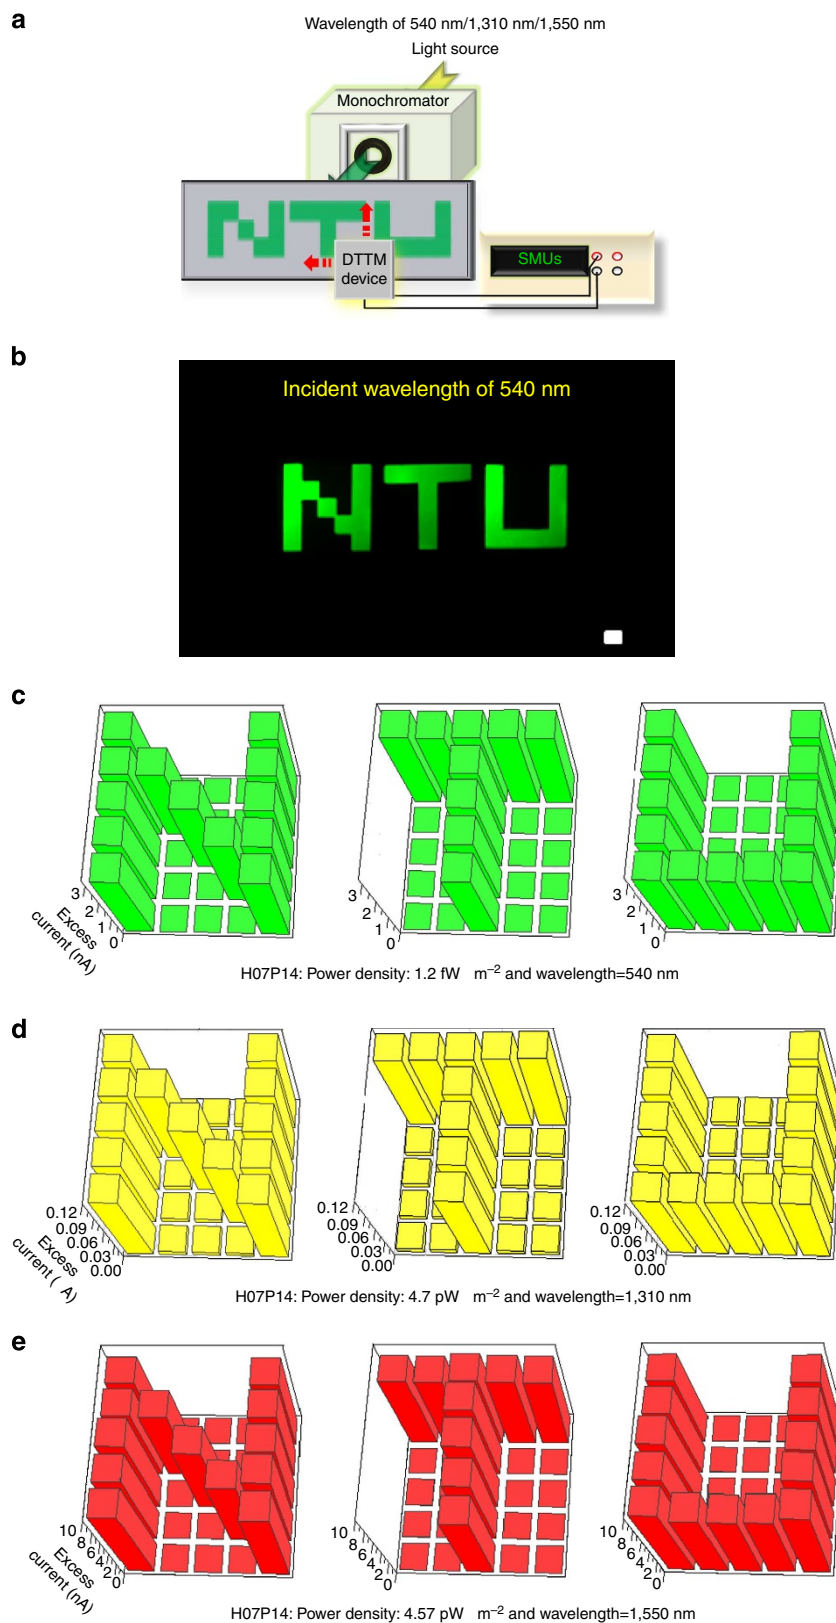 a
Wavelength of 540 nm/1,310 nm/1,550 nm
Light source
Monochromator
NTU
DTTM
device
SMUs
b
Incident wavelength of 540 nm
NTU
c
3
2
1
0
Excess
current (nA)
3
2
1
0
3
2
1
0
H07P14: Power density: 1.2 fW m⁻² and wavelength=540 nm
d
0.12
0.09
0.06
0.03
0.00
Excess
current ( A)
0.12
0.09
0.06
0.03
0.00
0.12
0.09
0.06
0.03
0.00
H07P14: Power density: 4.7 pW m⁻² and wavelength=1,310 nm
e
10
8
6
4
2
0
Excess
current (nA)
10
8
6
4
2
0
10
8
6
4
2
0
H07P14: Power density: 4.57 pW m⁻² and wavelength=1,550 nm